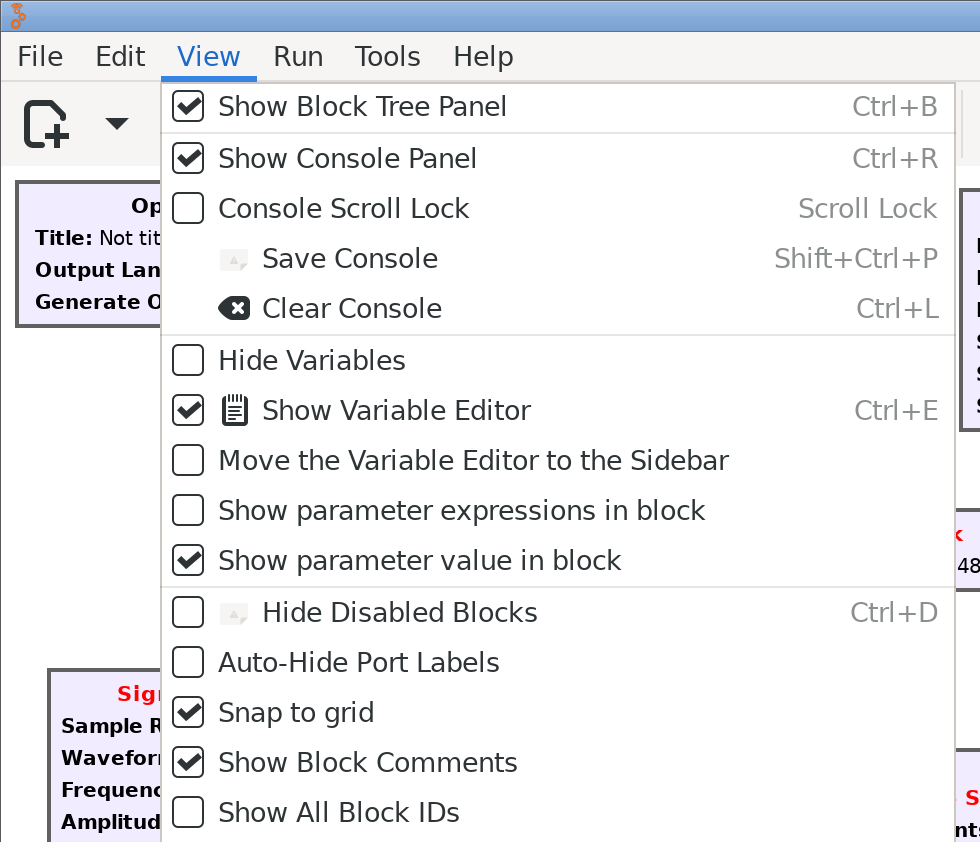 File Edit View Run Tools Help
Show Block Tree Panel Ctrl+B
Show Console Panel Ctrl+R
Console Scroll Lock Scroll Lock
Save Console Shift+Ctrl+P
Clear Console Ctrl+L
Hide Variables
Show Variable Editor Ctrl+E
Move the Variable Editor to the Sidebar
Show parameter expressions in block
Show parameter value in block
Hide Disabled Blocks Ctrl+D
Auto-Hide Port Labels
Snap to grid
Show Block Comments
Show All Block IDs
Op
Title: Not tit
Output Lan
Generate O
Sign
Sample R
Wavefor
Frequenc
Amplitud
k
48
S
nts